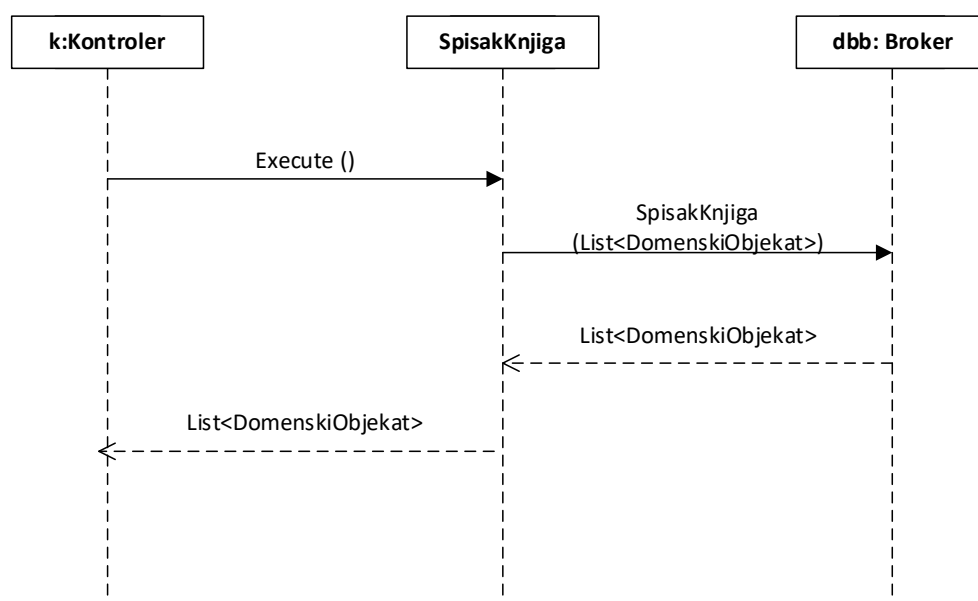 k:Kontroler
SpisakKnjiga
dbb: Broker
Execute ()
SpisakKnjiga
(List<DomenskiObjekat>)
List<DomenskiObjekat>
List<DomenskiObjekat>